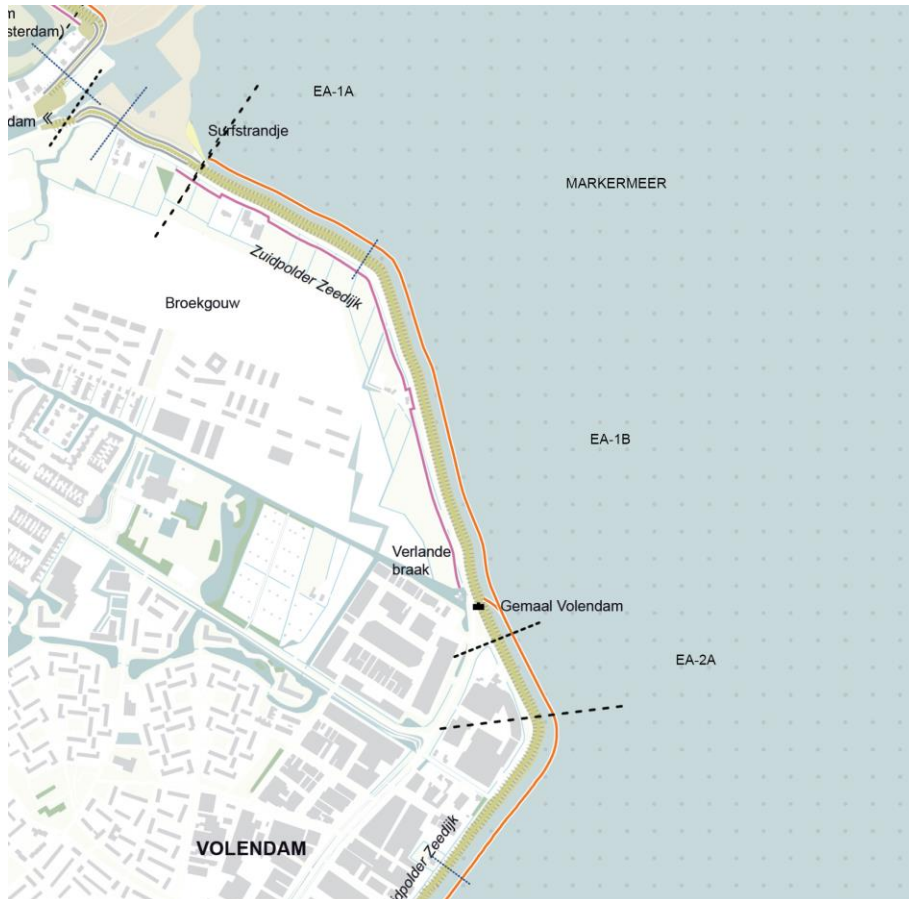 m
sterdam)
EA-1A
dam
Surfstrandje
MARKERMEER
Zuidpolder Zeedijk
Broekgouw
EA-1B
Verlande
braak
Gemaal Volendam
EA-2A
VOLENDAM
idpolder Zeedijk